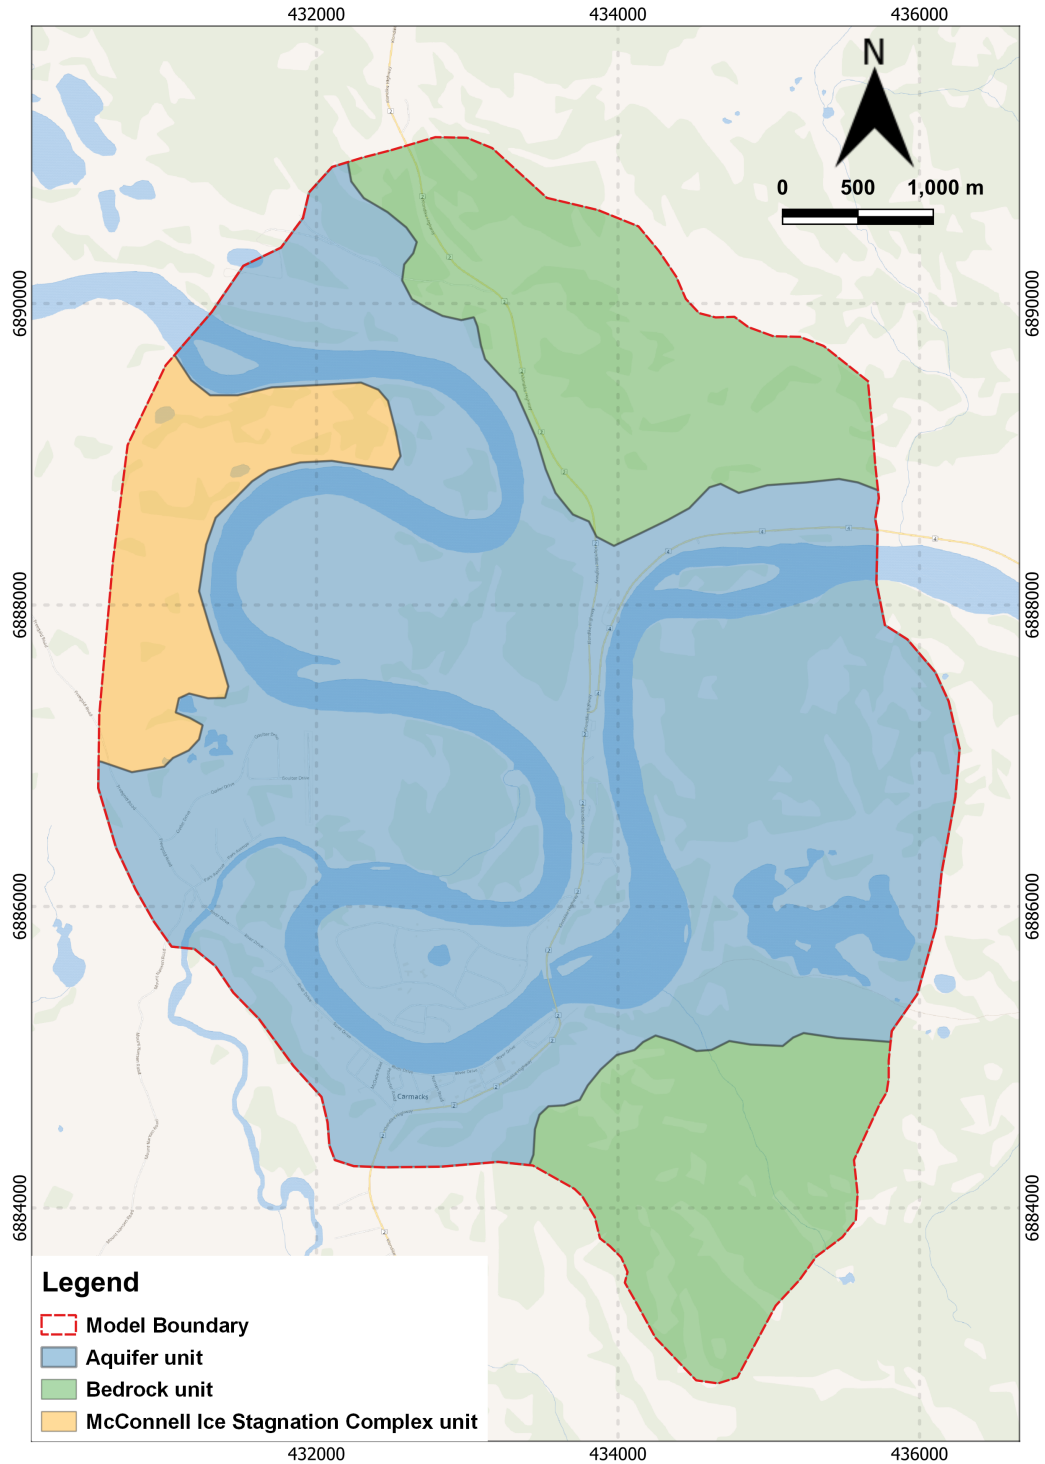 432000 434000 436000
N
0 500 1,000 m
6890000 6890000
6888000 6888000
6886000 6886000
Carmacks
6884000 6884000
Legend
Model Boundary
Aquifer unit
Bedrock unit
McConnell Ice Stagnation Complex unit
432000 434000 436000